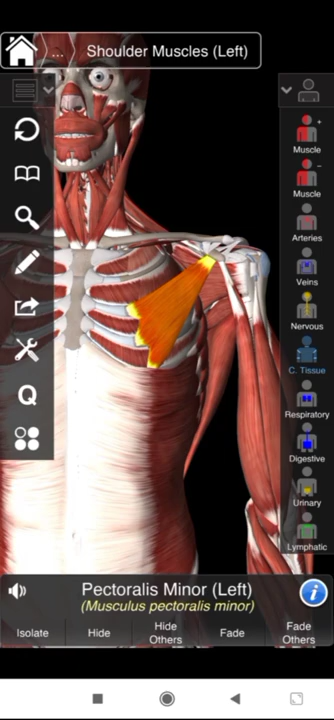 ... Shoulder Muscles (Left)
+
Muscle
−
Muscle
Arteries
Veins
Nervous
C. Tissue
Q
Respiratory
Digestive
Urinary
Lymphatic
Pectoralis Minor (Left)
(Musculus pectoralis minor)
i
Isolate
Hide
Hide
Others
Fade
Fade
Others